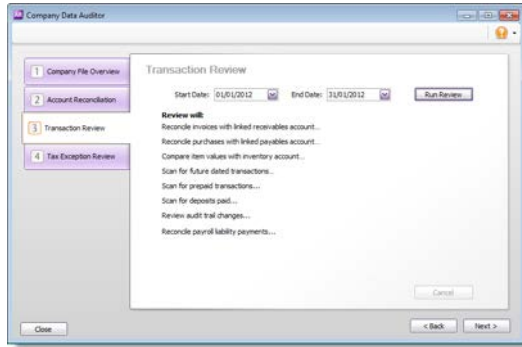 Company Data Auditor
1 Company File Overview
2 Account Reconciliation
3 Transaction Review
4 Tax Exception Review
Transaction Review
Start Date: 01/01/2012 End Date: 31/01/2012 Run Review
Review will:
Reconcile invoices with linked receivables account...
Reconcile purchases with linked payables account...
Compare item values with inventory account...
Scan for future dated transactions...
Scan for prepaid transactions...
Scan for deposits paid...
Review audit trail changes...
Reconcile payroll liability payments...
Cancel
Close < Back Next >